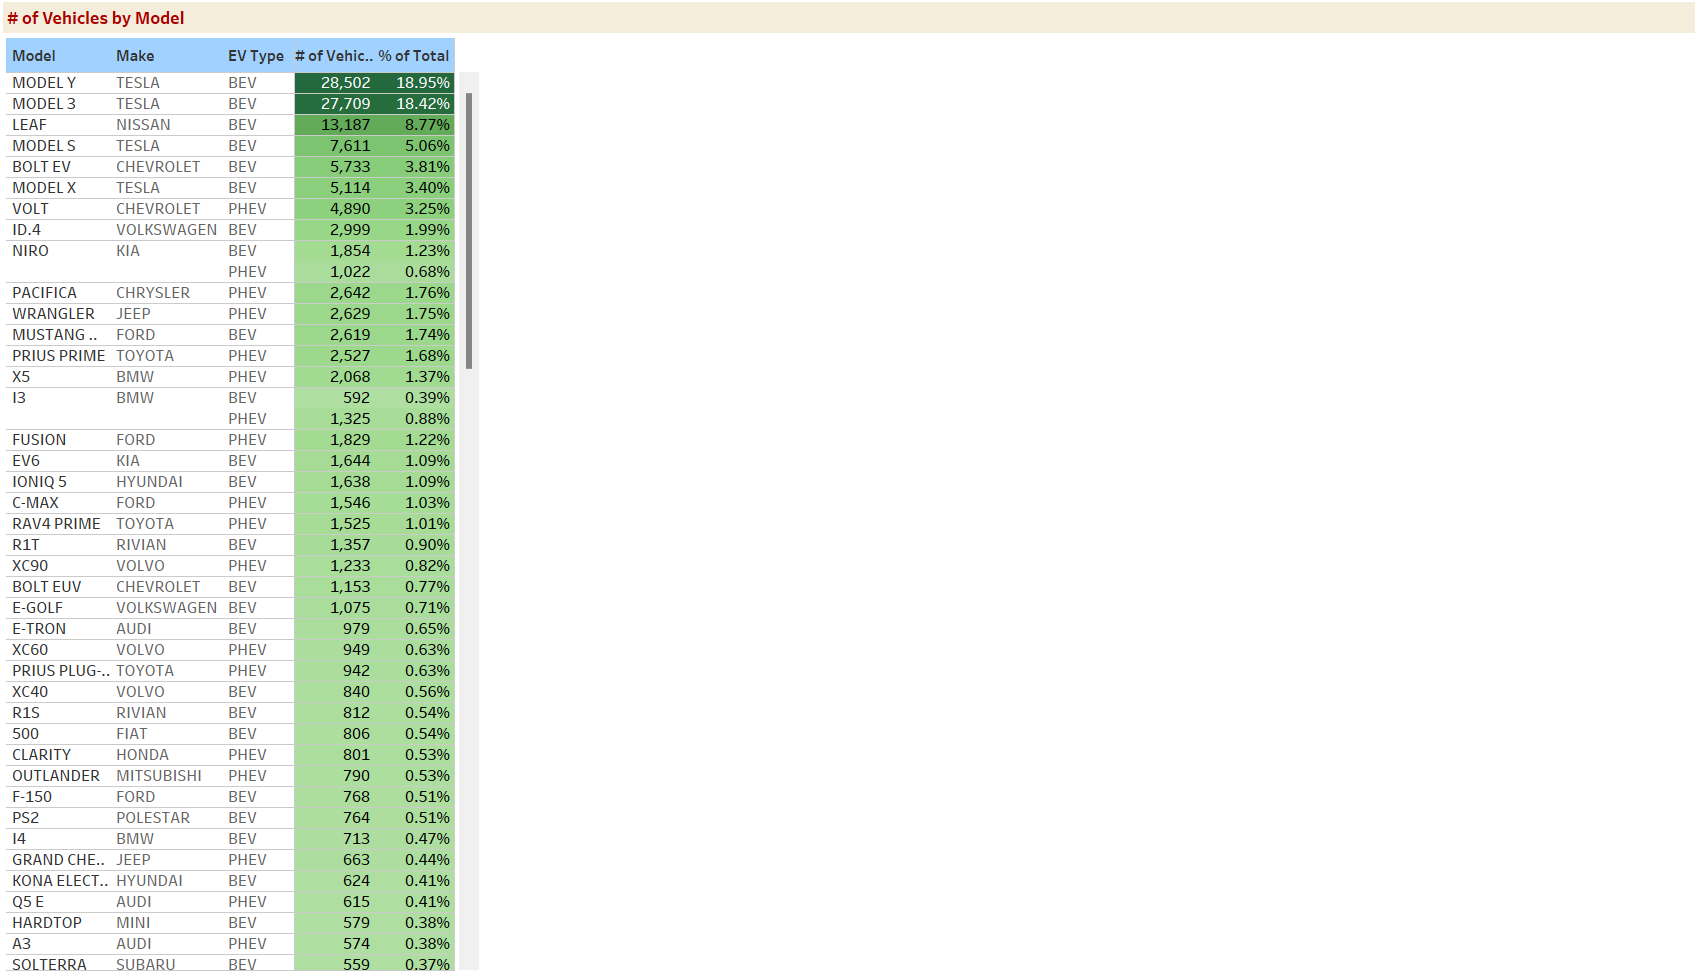 # of Vehicles by Model
Model Make EV Type # of Vehic.. % of Total
MODEL Y TESLA BEV 28,502 18.95%
MODEL 3 TESLA BEV 27,709 18.42%
LEAF NISSAN BEV 13,187 8.77%
MODEL S TESLA BEV 7,611 5.06%
BOLT EV CHEVROLET BEV 5,733 3.81%
MODEL X TESLA BEV 5,114 3.40%
VOLT CHEVROLET PHEV 4,890 3.25%
ID.4 VOLKSWAGEN BEV 2,999 1.99%
NIRO KIA BEV 1,854 1.23%
PHEV 1,022 0.68%
PACIFICA CHRYSLER PHEV 2,642 1.76%
WRANGLER JEEP PHEV 2,629 1.75%
MUSTANG .. FORD BEV 2,619 1.74%
PRIUS PRIME TOYOTA PHEV 2,527 1.68%
X5 BMW PHEV 2,068 1.37%
I3 BMW BEV 592 0.39%
PHEV 1,325 0.88%
FUSION FORD PHEV 1,829 1.22%
EV6 KIA BEV 1,644 1.09%
IONIQ 5 HYUNDAI BEV 1,638 1.09%
C-MAX FORD PHEV 1,546 1.03%
RAV4 PRIME TOYOTA PHEV 1,525 1.01%
R1T RIVIAN BEV 1,357 0.90%
XC90 VOLVO PHEV 1,233 0.82%
BOLT EUV CHEVROLET BEV 1,153 0.77%
E-GOLF VOLKSWAGEN BEV 1,075 0.71%
E-TRON AUDI BEV 979 0.65%
XC60 VOLVO PHEV 949 0.63%
PRIUS PLUG-.. TOYOTA PHEV 942 0.63%
XC40 VOLVO BEV 840 0.56%
R1S RIVIAN BEV 812 0.54%
500 FIAT BEV 806 0.54%
CLARITY HONDA PHEV 801 0.53%
OUTLANDER MITSUBISHI PHEV 790 0.53%
F-150 FORD BEV 768 0.51%
PS2 POLESTAR BEV 764 0.51%
I4 BMW BEV 713 0.47%
GRAND CHE.. JEEP PHEV 663 0.44%
KONA ELECT.. HYUNDAI BEV 624 0.41%
Q5 E AUDI PHEV 615 0.41%
HARDTOP MINI BEV 579 0.38%
A3 AUDI PHEV 574 0.38%
SOLTERRA SUBARU BEV 559 0.37%